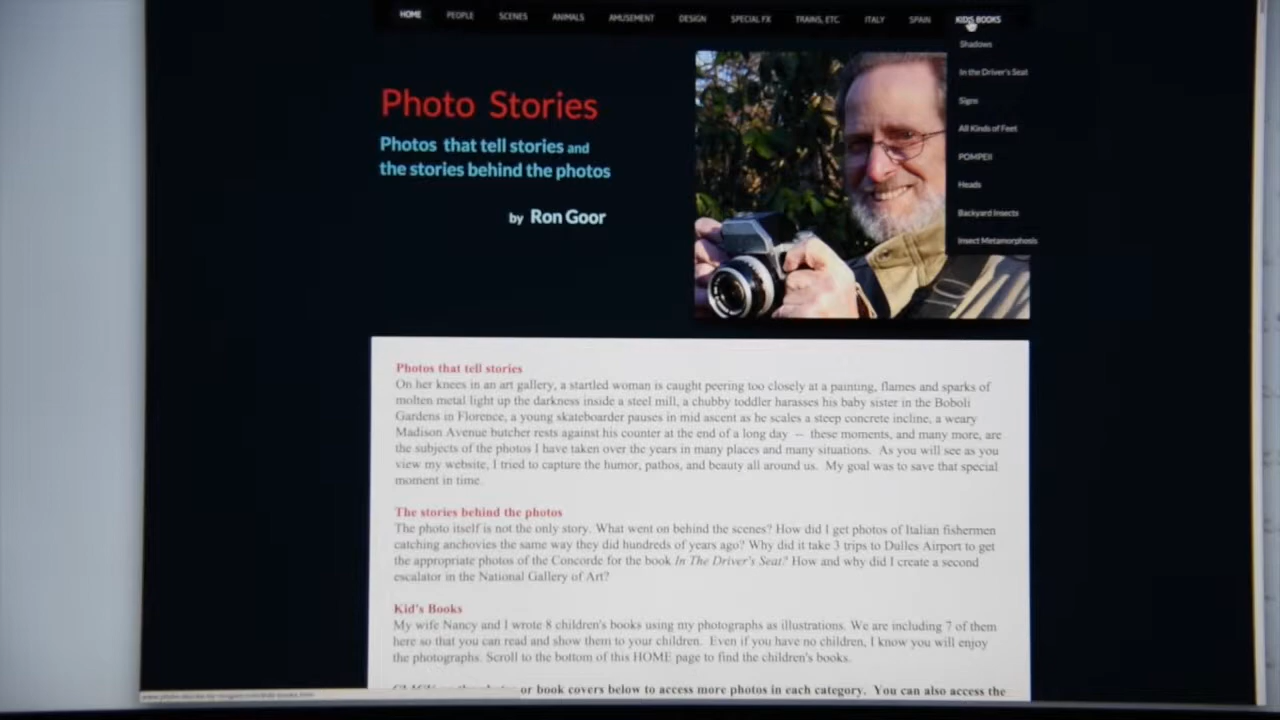 HOME PEOPLE SCENES ANIMALS AMUSEMENT DESIGN SPECIAL FX TRAINS, ETC. ITALY SPAIN KID'S BOOKS
Shadows
In the Driver's Seat
Signs
All Kinds of Feet
POMPEII
Heads
Backyard Insects
Insect Metamorphosis
Photo Stories
Photos that tell stories and
the stories behind the photos
by Ron Goor
Photos that tell stories
On her knees in an art gallery, a startled woman is caught peering too closely at a painting, flames and sparks of
molten metal light up the darkness inside a steel mill, a chubby toddler harasses his baby sister in the Boboli
Gardens in Florence, a young skateboarder pauses in mid ascent as he scales a steep concrete incline, a weary
Madison Avenue butcher rests against his counter at the end of a long day — these moments, and many more, are
the subjects of the photos I have taken over the years in many places and many situations. As you will see as you
view my website, I tried to capture the humor, pathos, and beauty all around us. My goal was to save that special
moment in time.
The stories behind the photos
The photo itself is not the only story. What went on behind the scenes? How did I get photos of Italian fishermen
catching anchovies the same way they did hundreds of years ago? Why did it take 3 trips to Dulles Airport to get
the appropriate photos of the Concorde for the book In The Driver's Seat? How and why did I create a second
escalator in the National Gallery of Art?
Kid's Books
My wife Nancy and I wrote 8 children's books using my photographs as illustrations. We are including 7 of them
here so that you can read and show them to your children. Even if you have no children, I know you will enjoy
the photographs. Scroll to the bottom of this HOME page to find the children's books.
or book covers below to access more photos in each category. You can also access the